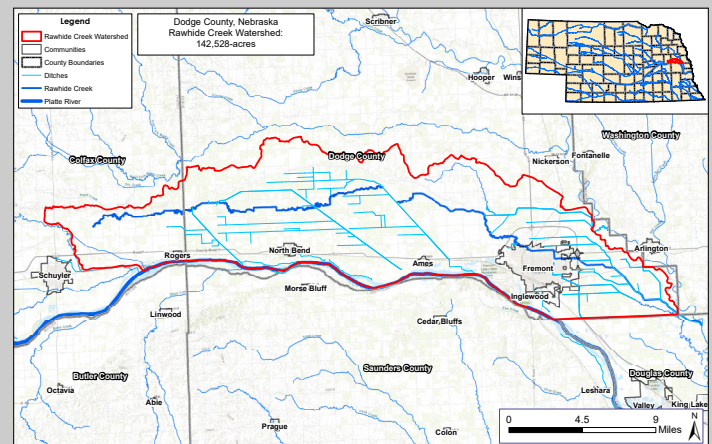 Legend
Rawhide Creek Watershed
Communities
County Boundaries
Ditches
Rawhide Creek
Platte River
Dodge County, Nebraska
Rawhide Creek Watershed:
142,528-acres
Scribner
Hooper
Wins
Washington County
Colfax County
Dodge County
Nickerson
Fontanelle
Arlington
Rogers
North Bend
Ames
Fremont
Schuyler
Morse Bluff
Inglewood
Linwood
Cedar Bluffs
Saunders County
Butler County
Douglas County
Octavia
Abie
Leshara
Valley
King Lake
Prague
Colon
0
4.5
9
Miles
N